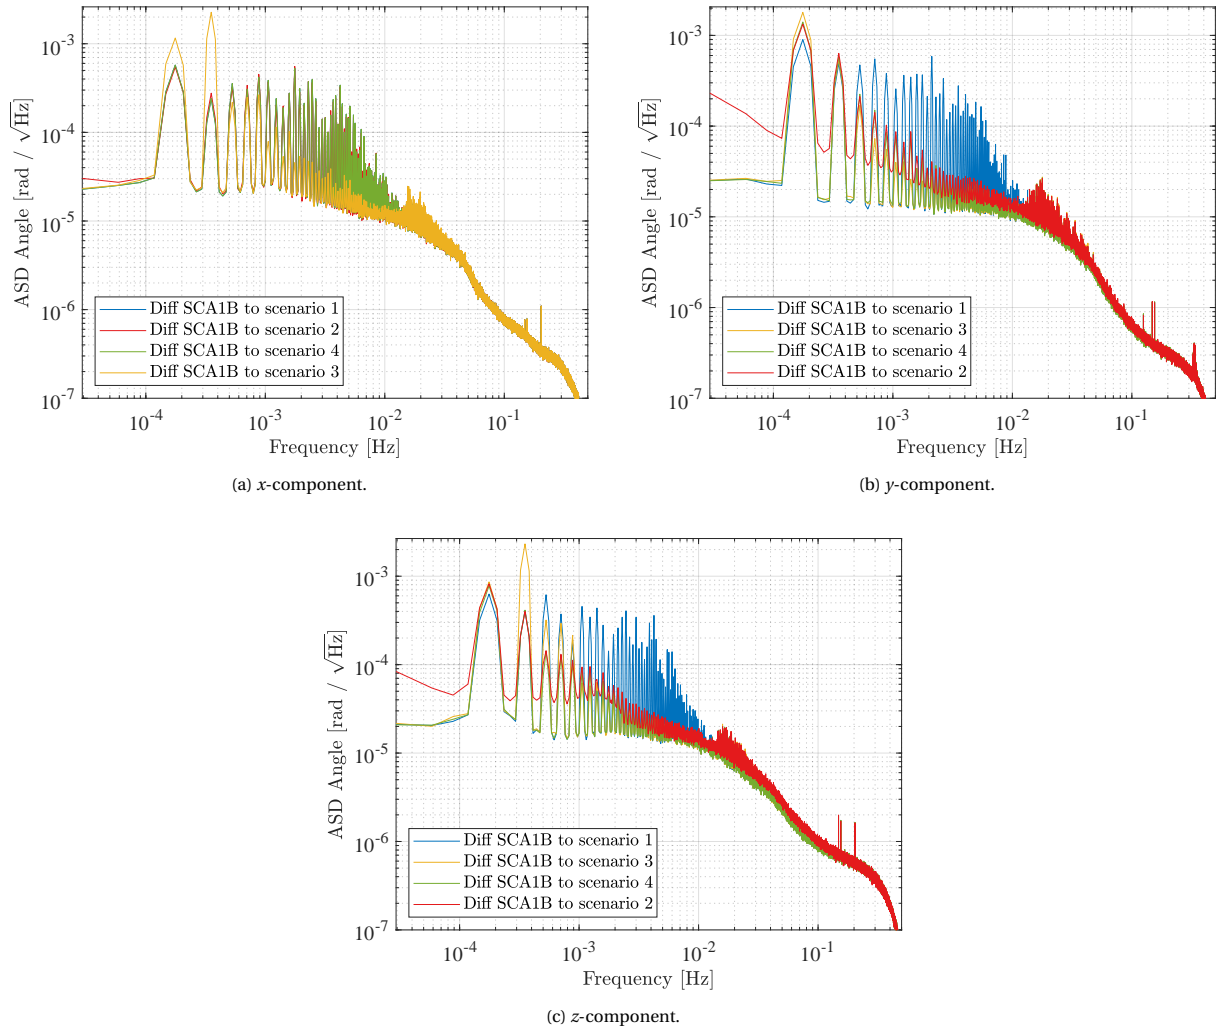 10^-3
10^-4
10^-5
10^-6
10^-7
ASD Angle [rad / √Hz]
Diff SCA1B to scenario 1
Diff SCA1B to scenario 2
Diff SCA1B to scenario 4
Diff SCA1B to scenario 3
10^-4 10^-3 10^-2 10^-1
Frequency [Hz]
(a) x-component.
10^-3
10^-4
10^-5
10^-6
10^-7
ASD Angle [rad / √Hz]
Diff SCA1B to scenario 1
Diff SCA1B to scenario 3
Diff SCA1B to scenario 4
Diff SCA1B to scenario 2
10^-4 10^-3 10^-2 10^-1
Frequency [Hz]
(b) y-component.
10^-3
10^-4
10^-5
10^-6
10^-7
ASD Angle [rad / √Hz]
Diff SCA1B to scenario 1
Diff SCA1B to scenario 3
Diff SCA1B to scenario 4
Diff SCA1B to scenario 2
10^-4 10^-3 10^-2 10^-1
Frequency [Hz]
(c) z-component.